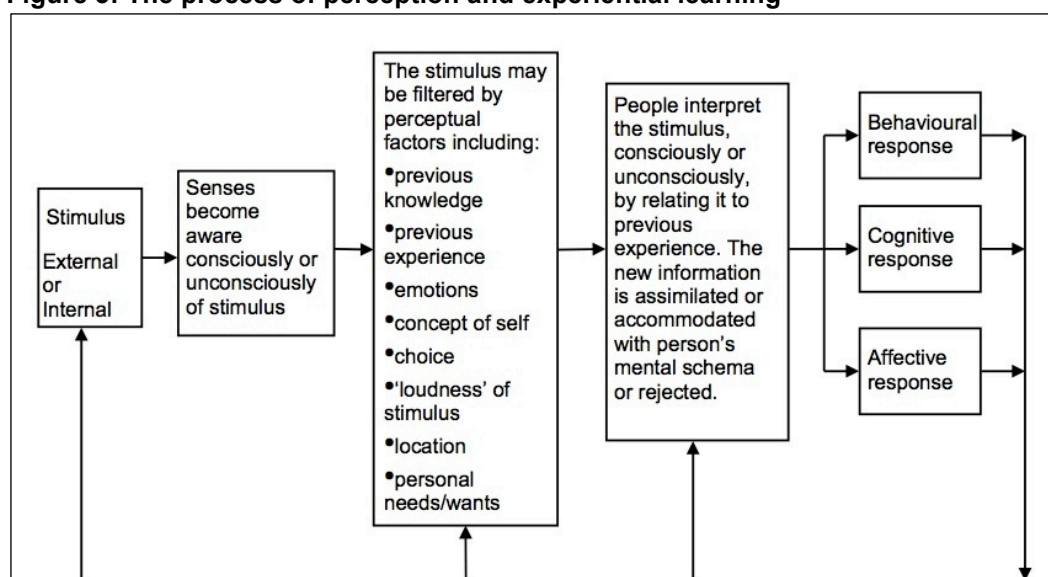 Figure 3: The process of perception and experiential learning
Stimulus
External
or
Internal
Senses
become
aware
consciously or
unconsciously
of stimulus
The stimulus may
be filtered by
perceptual
factors including:
•previous
knowledge
•previous
experience
•emotions
•concept of self
•choice
•'loudness' of
stimulus
•location
•personal
needs/wants
People interpret
the stimulus,
consciously or
unconsciously,
by relating it to
previous
experience. The
new information
is assimilated or
accommodated
with person's
mental schema
or rejected.
Behavioural
response
Cognitive
response
Affective
response